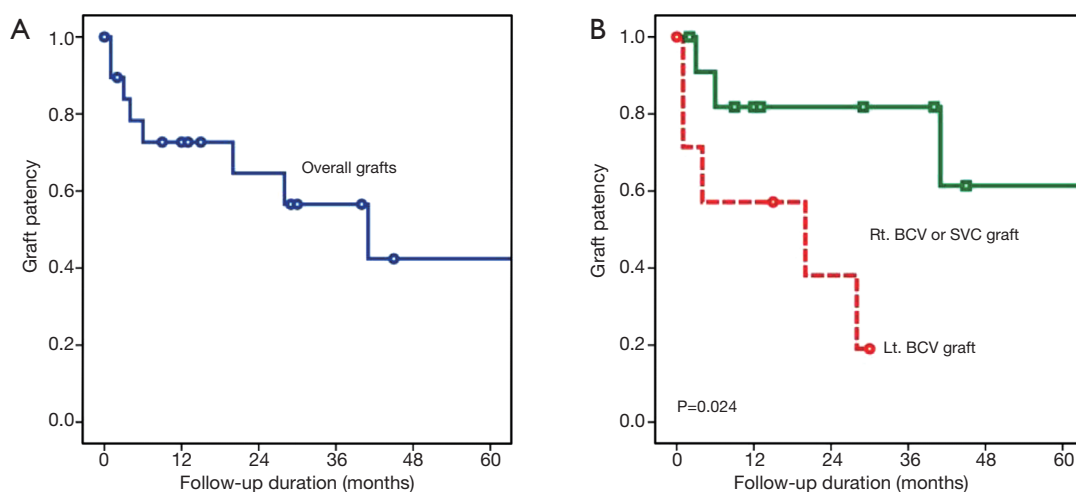 A
1.0
0.8
0.6
0.4
0.2
0.0
Graft patency
Overall grafts
0 12 24 36 48 60
Follow-up duration (months)
B
1.0
0.8
0.6
0.4
0.2
0.0
Graft patency
Rt. BCV or SVC graft
Lt. BCV graft
P=0.024
0 12 24 36 48 60
Follow-up duration (months)